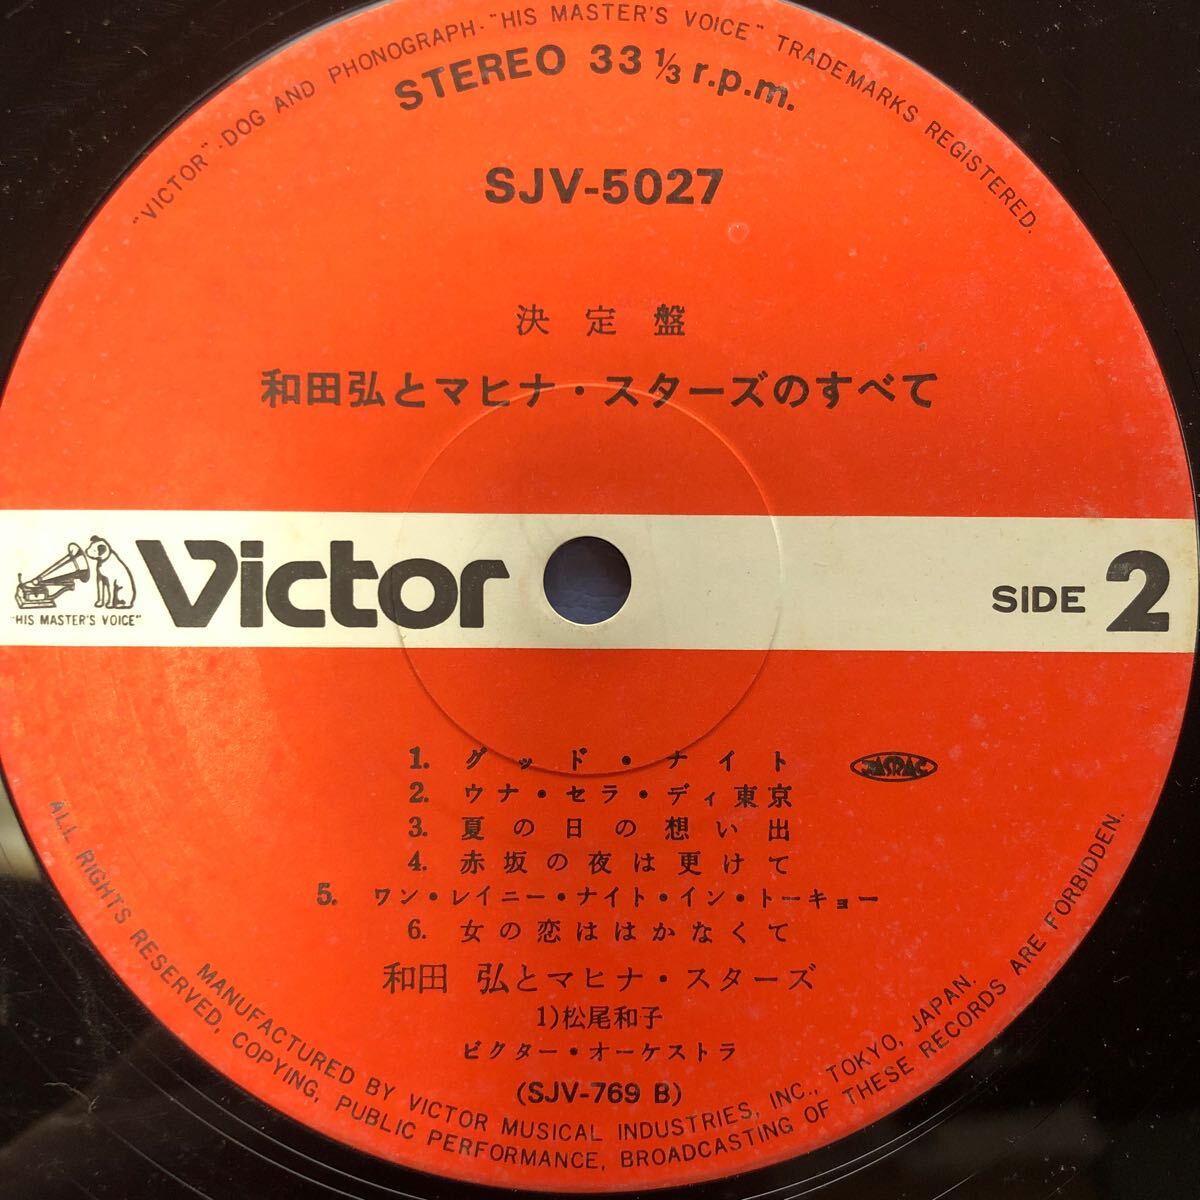 "VICTOR"·DOG AND PHONOGRAPH·"HIS MASTER'S VOICE" TRADEMARKS REGISTERED.
STEREO 33 1/3 r.p.m.
SJV-5027
決定盤
和田弘とマヒナ・スターズのすべて
"HIS MASTER'S VOICE"
Victor
SIDE 2
1. グッド・ナイト
JASRAC
2. ウナ・セラ・ディ東京
3. 夏の日の想い出
4. 赤坂の夜は更けて
5. ワン・レイニー・ナイト・イン・トーキョー
6. 女の恋ははかなくて
和田 弘とマヒナ・スターズ
1)松尾和子
ビクター・オーケストラ
(SJV-769 B)
MANUFACTURED BY VICTOR MUSICAL INDUSTRIES, INC., TOKYO, JAPAN.
ALL RIGHTS RESERVED, COPYING, PUBLIC PERFORMANCE, BROADCASTING OF THESE RECORDS ARE FORBIDDEN.